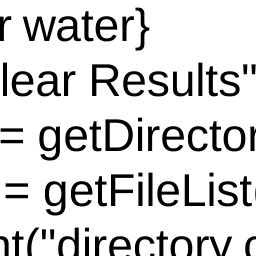 r water}
lear Results"
= getDirector
= getFileList(
nt("directory c